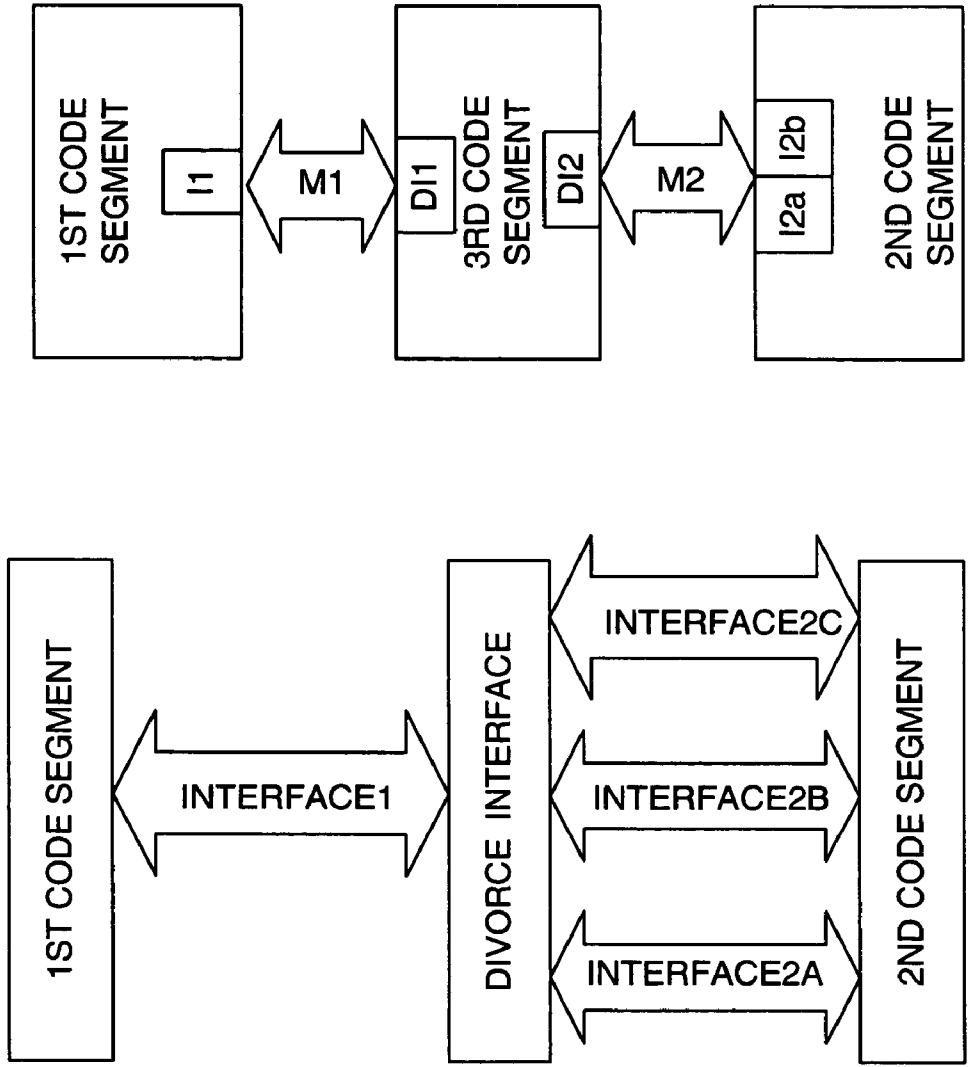 1ST CODE
SEGMENT
I1
M1
DI1
3RD CODE
SEGMENT
DI2
M2
I2a
I2b
2ND CODE
SEGMENT
1ST CODE SEGMENT
INTERFACE1
DIVORCE INTERFACE
INTERFACE2A
INTERFACE2B
INTERFACE2C
2ND CODE SEGMENT